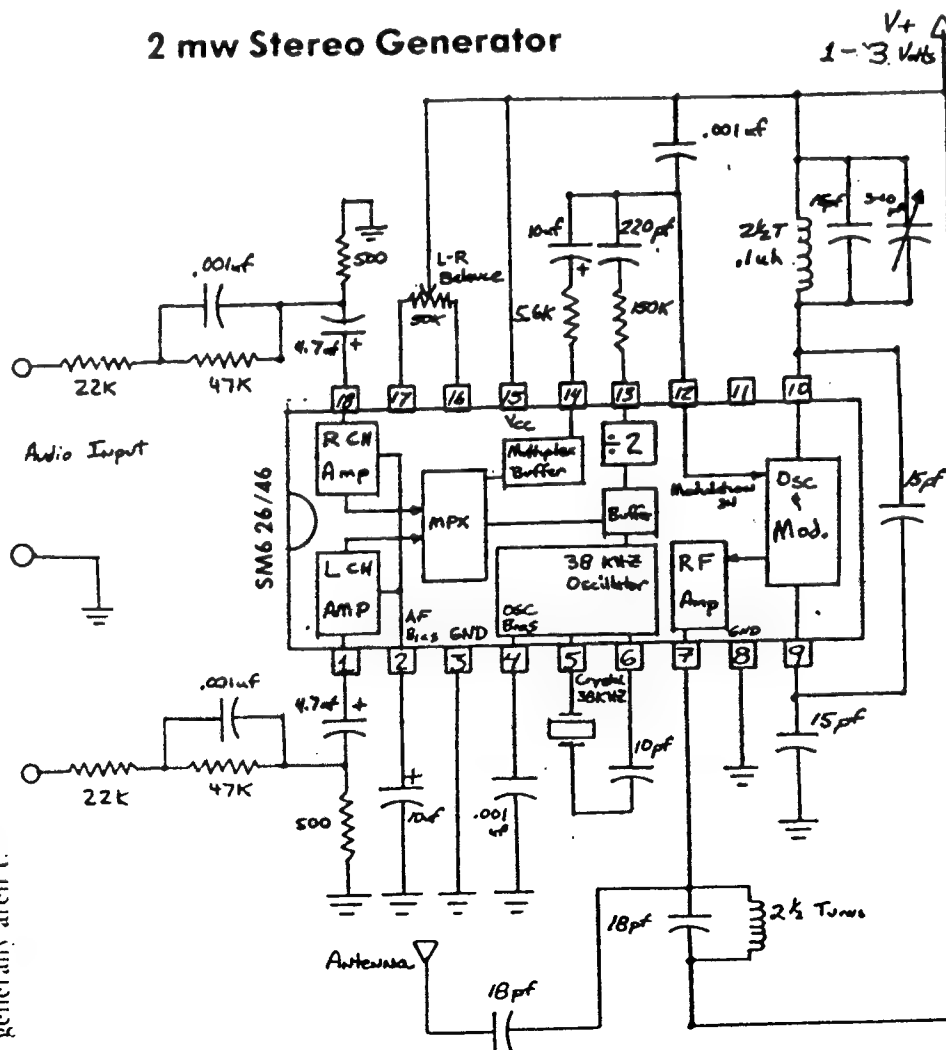 2 mw Stereo Generator
V+
1-3 Volts
.001uf
10uf
220pf
15pf
2½T
.1uh
500
L-R
Balance
50K
.001uf
4.7uf
+
+
5.6K
150K
22K
47K
18
17
16
15
14
13
12
11
10
Vcc
Audio Input
R CH
Amp
Multiplex
Buffer
÷2
Modulation
IN
Osc
&
Mod.
15pf
SM6 26/46
MPX
Buffer
L CH
AMP
38 KHZ
Oscillator
RF
Amp
AF
Bias
GND
OSC
Bias
GND
1
2
3
4
5
6
7
8
9
Crystal
38KHZ
.001uf
4.7uf
+
10pf
15pf
22K
47K
500
+
10uf
.001
uf
18pf
2½ Turns
Antenna
18pf
generally aren't.